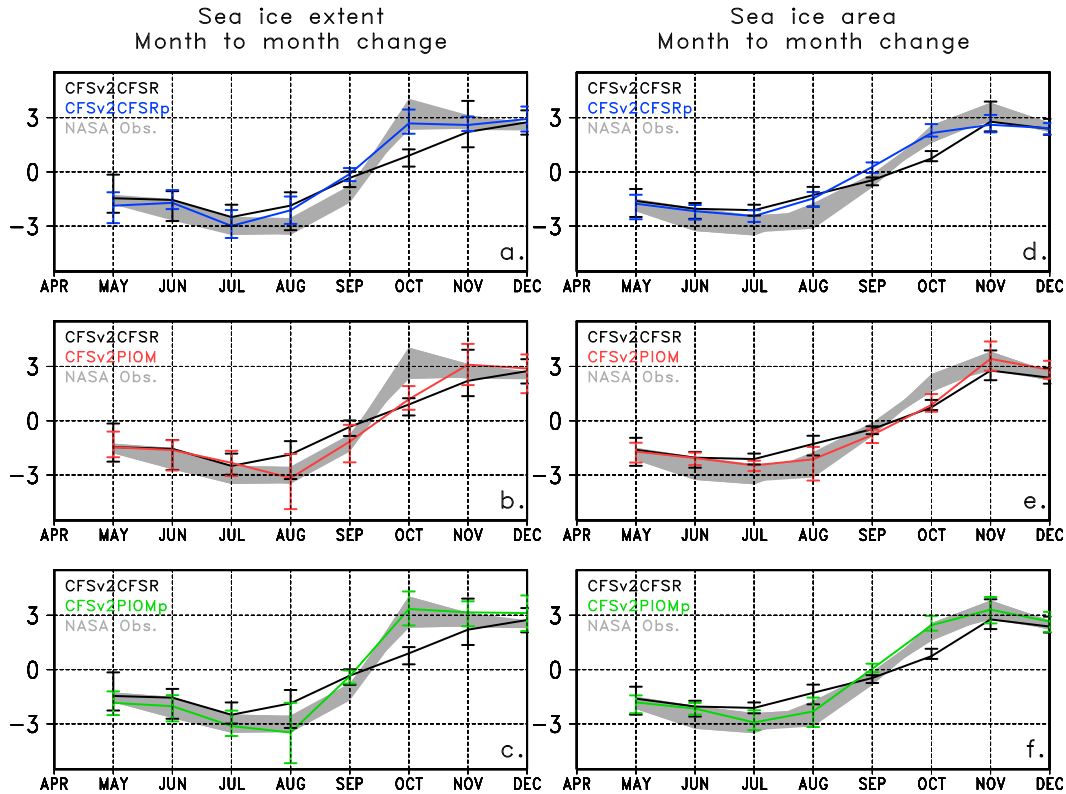 Sea ice extent
Month to month change
Sea ice area
Month to month change
CFSv2CFSR
CFSv2CFSRp
NASA Obs.
3
0
-3
a.
APR MAY JUN JUL AUG SEP OCT NOV DEC
CFSv2CFSR
CFSv2CFSRp
NASA Obs.
3
0
-3
d.
APR MAY JUN JUL AUG SEP OCT NOV DEC
CFSv2CFSR
CFSv2PIOM
NASA Obs.
3
0
-3
b.
APR MAY JUN JUL AUG SEP OCT NOV DEC
CFSv2CFSR
CFSv2PIOM
NASA Obs.
3
0
-3
e.
APR MAY JUN JUL AUG SEP OCT NOV DEC
CFSv2CFSR
CFSv2PIOMp
NASA Obs.
3
0
-3
c.
APR MAY JUN JUL AUG SEP OCT NOV DEC
CFSv2CFSR
CFSv2PIOMp
NASA Obs.
3
0
-3
f.
APR MAY JUN JUL AUG SEP OCT NOV DEC